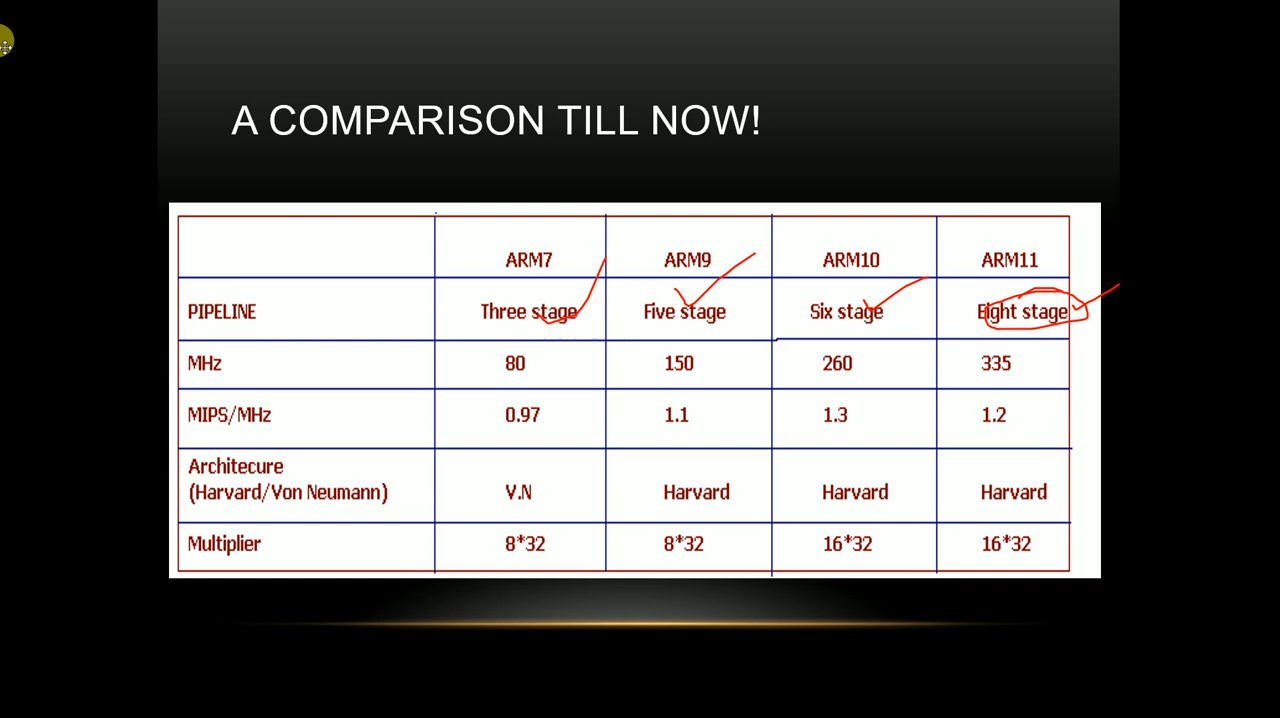 A COMPARISON TILL NOW!
ARM7 ARM9 ARM10 ARM11
PIPELINE Three stage Five stage Six stage Eight stage
MHz 80 150 260 335
MIPS/MHz 0.97 1.1 1.3 1.2
Architecure
(Harvard/Von Neumann) V.N Harvard Harvard Harvard
Multiplier 8*32 8*32 16*32 16*32